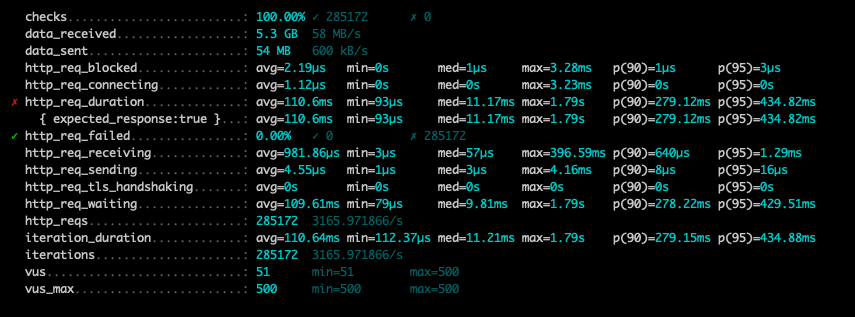 checks.........................: 100.00% ✓ 285172 ✗ 0
data_received..................: 5.3 GB 58 MB/s
data_sent......................: 54 MB 600 kB/s
http_req_blocked...............: avg=2.19µs min=0s med=1µs max=3.28ms p(90)=1µs p(95)=3µs
http_req_connecting............: avg=1.12µs min=0s med=0s max=3.23ms p(90)=0s p(95)=0s
✗ http_req_duration..............: avg=110.6ms min=93µs med=11.17ms max=1.79s p(90)=279.12ms p(95)=434.82ms
{ expected_response:true }...: avg=110.6ms min=93µs med=11.17ms max=1.79s p(90)=279.12ms p(95)=434.82ms
✓ http_req_failed................: 0.00% ✓ 0 ✗ 285172
http_req_receiving.............: avg=981.86µs min=3µs med=57µs max=396.59ms p(90)=640µs p(95)=1.29ms
http_req_sending...............: avg=4.55µs min=1µs med=3µs max=4.16ms p(90)=8µs p(95)=16µs
http_req_tls_handshaking.......: avg=0s min=0s med=0s max=0s p(90)=0s p(95)=0s
http_req_waiting...............: avg=109.61ms min=79µs med=9.81ms max=1.79s p(90)=278.22ms p(95)=429.51ms
http_reqs......................: 285172 3165.971866/s
iteration_duration.............: avg=110.64ms min=112.37µs med=11.21ms max=1.79s p(90)=279.15ms p(95)=434.88ms
iterations.....................: 285172 3165.971866/s
vus............................: 51 min=51 max=500
vus_max........................: 500 min=500 max=500